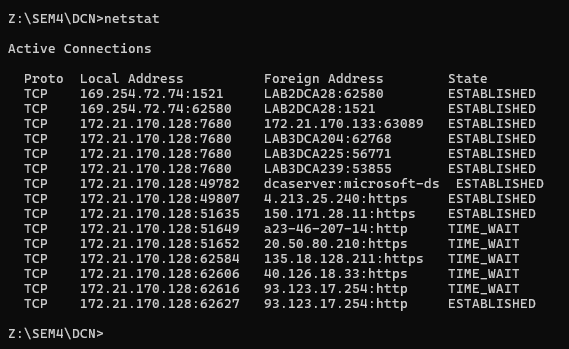 Z:\SEM4\DCN>netstat
Active Connections
Proto  Local Address          Foreign Address        State
TCP    169.254.72.74:1521     LAB2DCA28:62580        ESTABLISHED
TCP    169.254.72.74:62580    LAB2DCA28:1521         ESTABLISHED
TCP    172.21.170.128:7680    172.21.170.133:63089   ESTABLISHED
TCP    172.21.170.128:7680    LAB3DCA204:62768       ESTABLISHED
TCP    172.21.170.128:7680    LAB3DCA225:56771       ESTABLISHED
TCP    172.21.170.128:7680    LAB3DCA239:53855       ESTABLISHED
TCP    172.21.170.128:49782   dcaserver:microsoft-ds  ESTABLISHED
TCP    172.21.170.128:49807   4.213.25.240:https     ESTABLISHED
TCP    172.21.170.128:51635   150.171.28.11:https    ESTABLISHED
TCP    172.21.170.128:51649   a23-46-207-14:http     TIME_WAIT
TCP    172.21.170.128:51652   20.50.80.210:https     TIME_WAIT
TCP    172.21.170.128:62584   135.18.128.211:https   TIME_WAIT
TCP    172.21.170.128:62606   40.126.18.33:https     TIME_WAIT
TCP    172.21.170.128:62616   93.123.17.254:http     TIME_WAIT
TCP    172.21.170.128:62627   93.123.17.254:http     ESTABLISHED
Z:\SEM4\DCN>